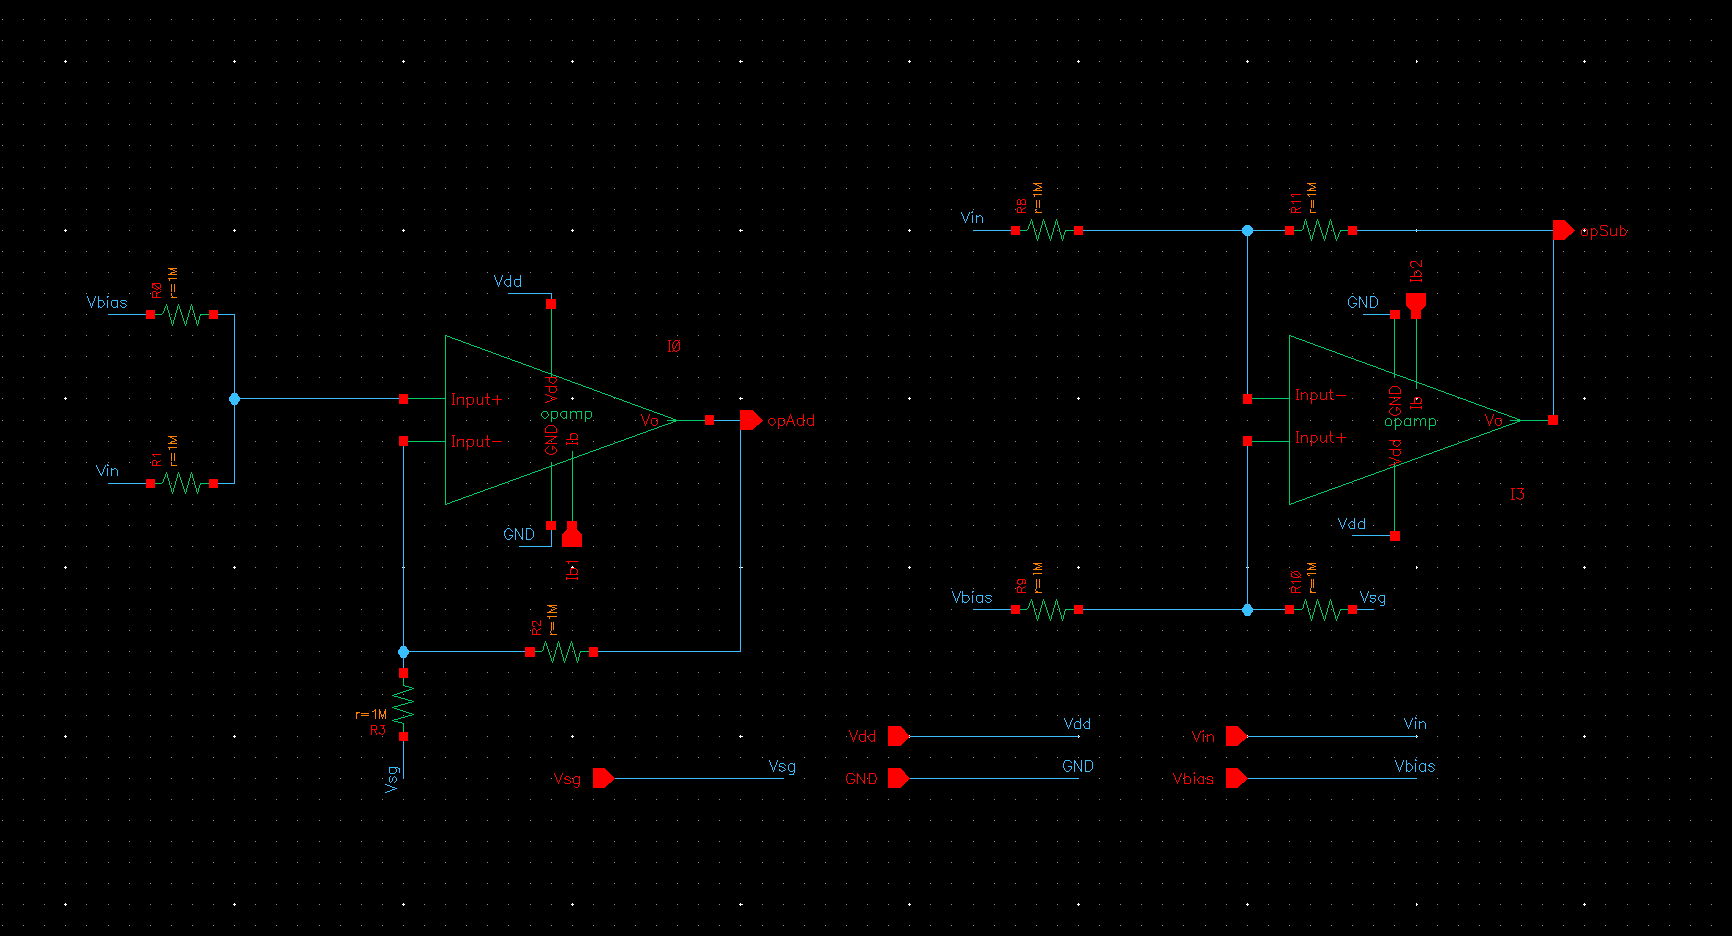 Vbias
R0
r=1M
Vin
R1
r=1M
Vdd
I0
Input+
Input-
Vdd
opamp
GND
Ib
Vo
opAdd
GND
Ib1
R2
r=1M
r=1M
R3
Vsg
Vin
R8
r=1M
R11
r=1M
opSub
GND
Ib2
Input-
Input+
GND
Ib
opamp
Vdd
Vo
I3
Vdd
Vbias
R9
r=1M
R10
r=1M
Vsg
Vsg
Vsg
Vdd
Vdd
GND
GND
Vin
Vin
Vbias
Vbias